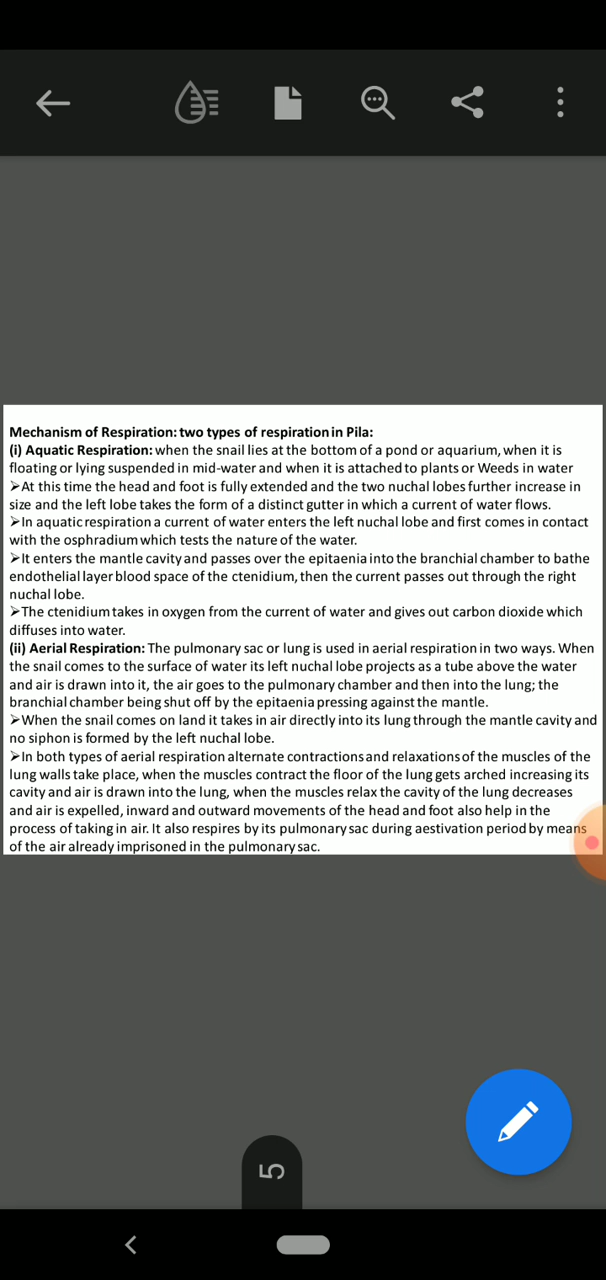 Mechanism of Respiration: two types of respiration in Pila:
(i) Aquatic Respiration: when the snail lies at the bottom of a pond or aquarium, when it is
floating or lying suspended in mid-water and when it is attached to plants or Weeds in water
➢At this time the head and foot is fully extended and the two nuchal lobes further increase in
size and the left lobe takes the form of a distinct gutter in which a current of water flows.
➢In aquatic respiration a current of water enters the left nuchal lobe and first comes in contact
with the osphradium which tests the nature of the water.
➢It enters the mantle cavity and passes over the epitaenia into the branchial chamber to bathe
endothelial layer blood space of the ctenidium, then the current passes out through the right
nuchal lobe.
➢The ctenidium takes in oxygen from the current of water and gives out carbon dioxide which
diffuses into water.
(ii) Aerial Respiration: The pulmonary sac or lung is used in aerial respiration in two ways. When
the snail comes to the surface of water its left nuchal lobe projects as a tube above the water
and air is drawn into it, the air goes to the pulmonary chamber and then into the lung; the
branchial chamber being shut off by the epitaenia pressing against the mantle.
➢When the snail comes on land it takes in air directly into its lung through the mantle cavity and
no siphon is formed by the left nuchal lobe.
➢In both types of aerial respiration alternate contractions and relaxations of the muscles of the
lung walls take place, when the muscles contract the floor of the lung gets arched increasing its
cavity and air is drawn into the lung, when the muscles relax the cavity of the lung decreases
and air is expelled, inward and outward movements of the head and foot also help in the
process of taking in air. It also respires by its pulmonary sac during aestivation period by means
of the air already imprisoned in the pulmonary sac.
5